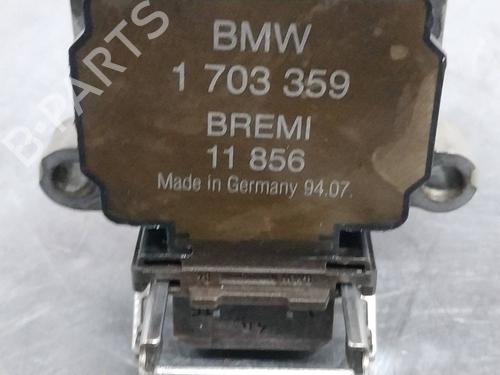 BMW
1 703 359
BREMI
11 856
Made in Germany 94.07.
B-PARTS